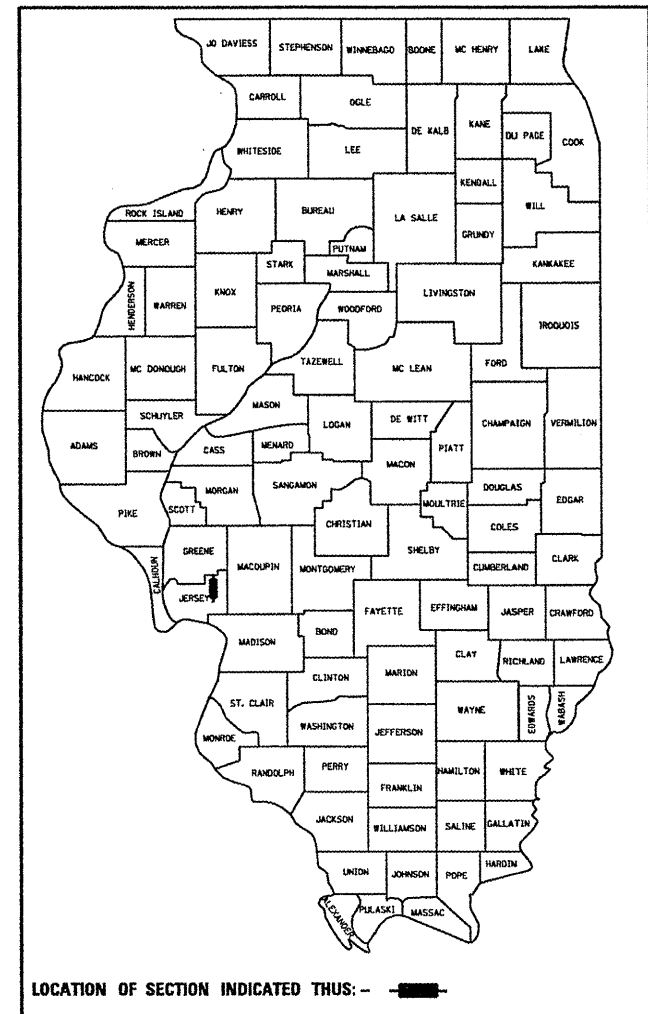 JO DAVIESS STEPHENSON WINNEBAGO BOONE MC HENRY LAKE
CARROLL OGLE DE KALB KANE DU PAGE COOK
WHITESIDE LEE
KENDALL WILL
ROCK ISLAND HENRY BUREAU LA SALLE GRUNDY
MERCER PUTNAM
STARK MARSHALL KANKAKEE
HENDERSON WARREN KNOX PEORIA WOODFORD LIVINGSTON IROQUOIS
HANCOCK MC DONOUGH FULTON TAZEWELL MC LEAN FORD
SCHUYLER MASON LOGAN DE WITT CHAMPAIGN VERMILION
ADAMS BROWN CASS MENARD MACON PIATT
MORGAN SANGAMON MOULTRIE DOUGLAS EDGAR
PIKE SCOTT CHRISTIAN COLES
GREENE MACOUPIN MONTGOMERY SHELBY CUMBERLAND CLARK
CALHOUN JERSEY FAYETTE EFFINGHAM JASPER CRAWFORD
MADISON BOND CLAY RICHLAND LAWRENCE
CLINTON MARION
ST. CLAIR WAYNE EDWARDS WABASH
MONROE WASHINGTON JEFFERSON
RANDOLPH PERRY HAMILTON WHITE
FRANKLIN
JACKSON WILLIAMSON SALINE GALLATIN
UNION JOHNSON POPE HARDIN
ALEXANDER PULASKI MASSAC
LOCATION OF SECTION INDICATED THUS: -